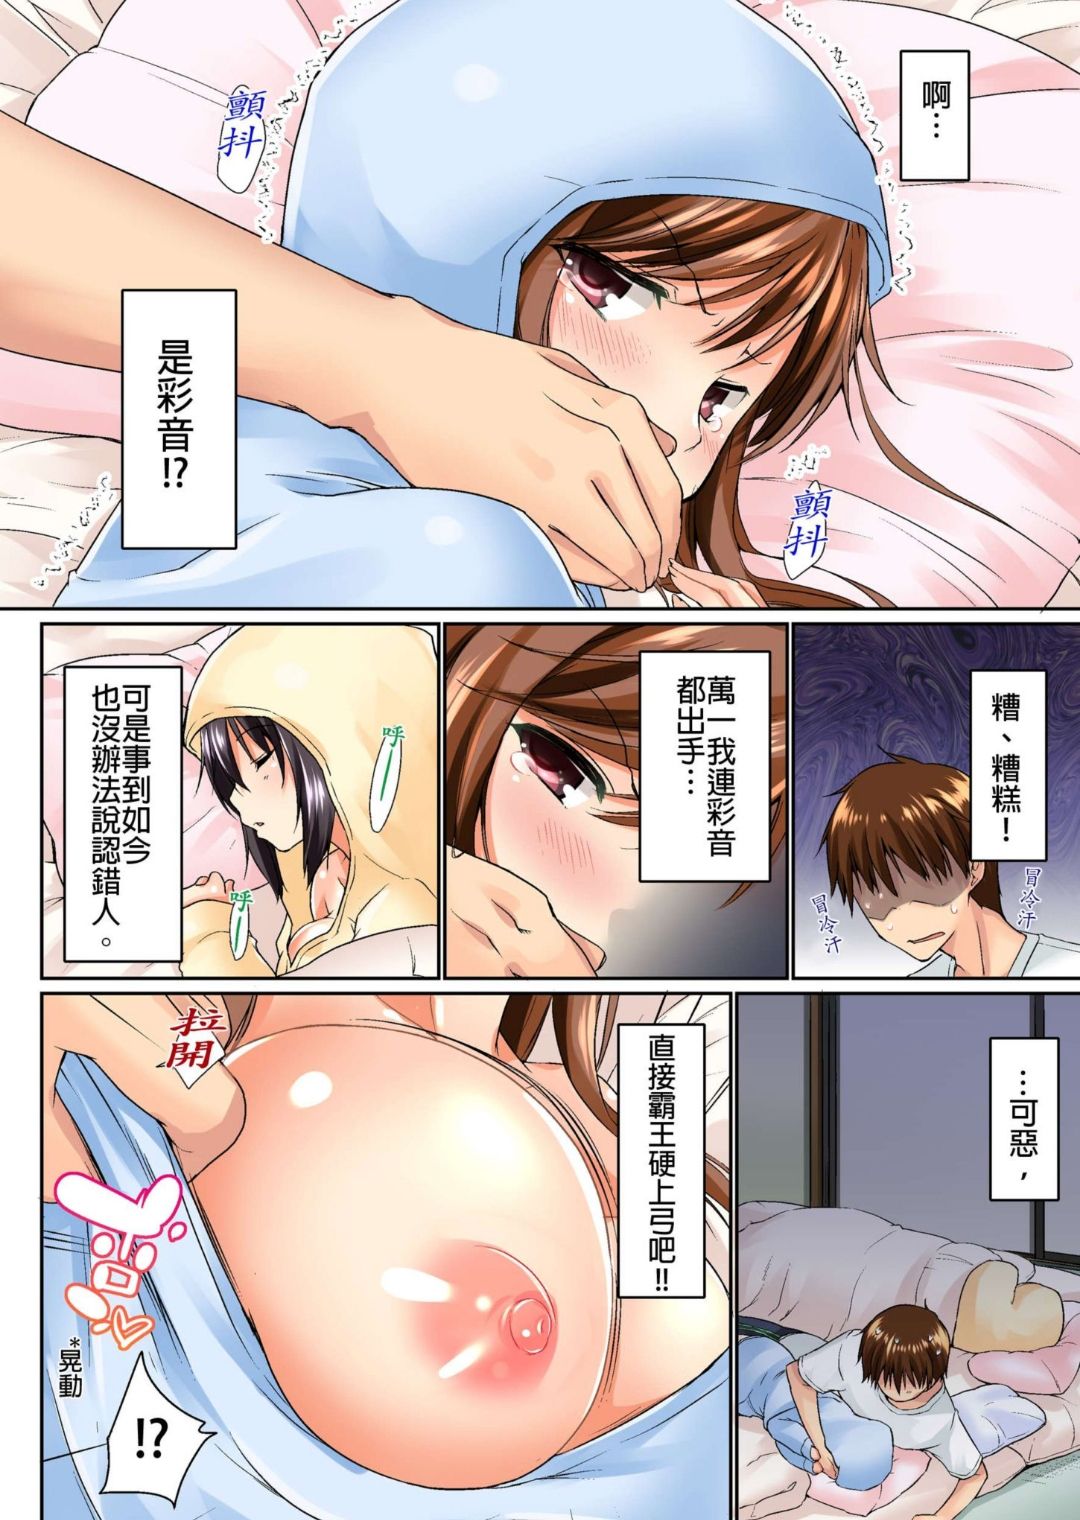 啊…
顫抖
是彩音!?
顫抖
糟、糟糕！
冒冷汗
冒冷汗
萬一我連彩音
都出手…
呼
呼
可是事到如今
也沒辦法說認錯人。
…可惡，
直接霸王硬上弓吧!!
拉開
*晃動
!?